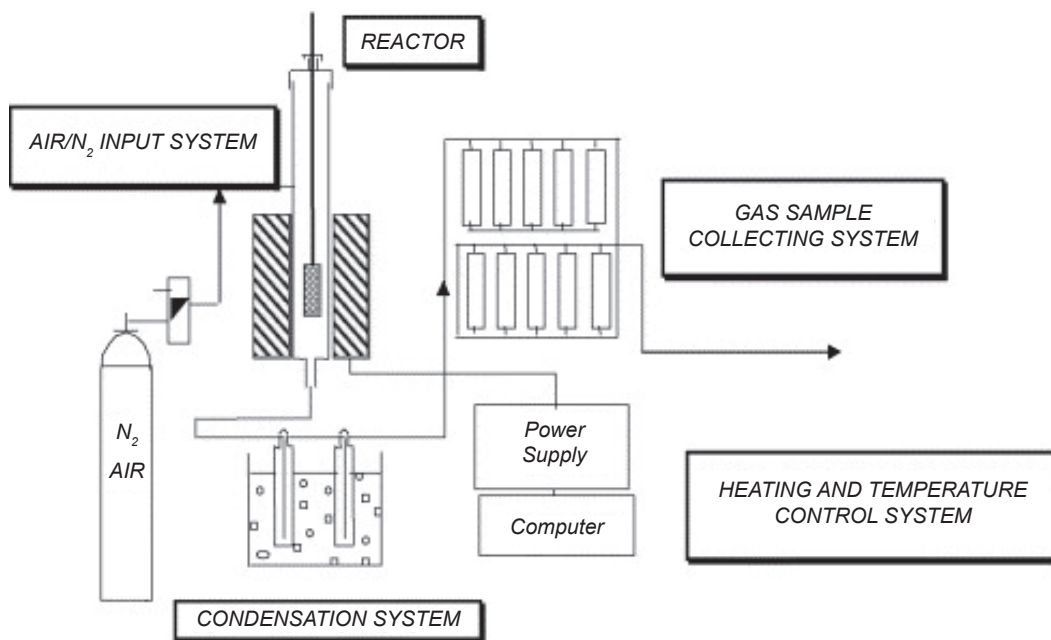 REACTOR
AIR/N₂ INPUT SYSTEM
GAS SAMPLE
COLLECTING SYSTEM
N₂
AIR
Power
Supply
Computer
HEATING AND TEMPERATURE
CONTROL SYSTEM
CONDENSATION SYSTEM